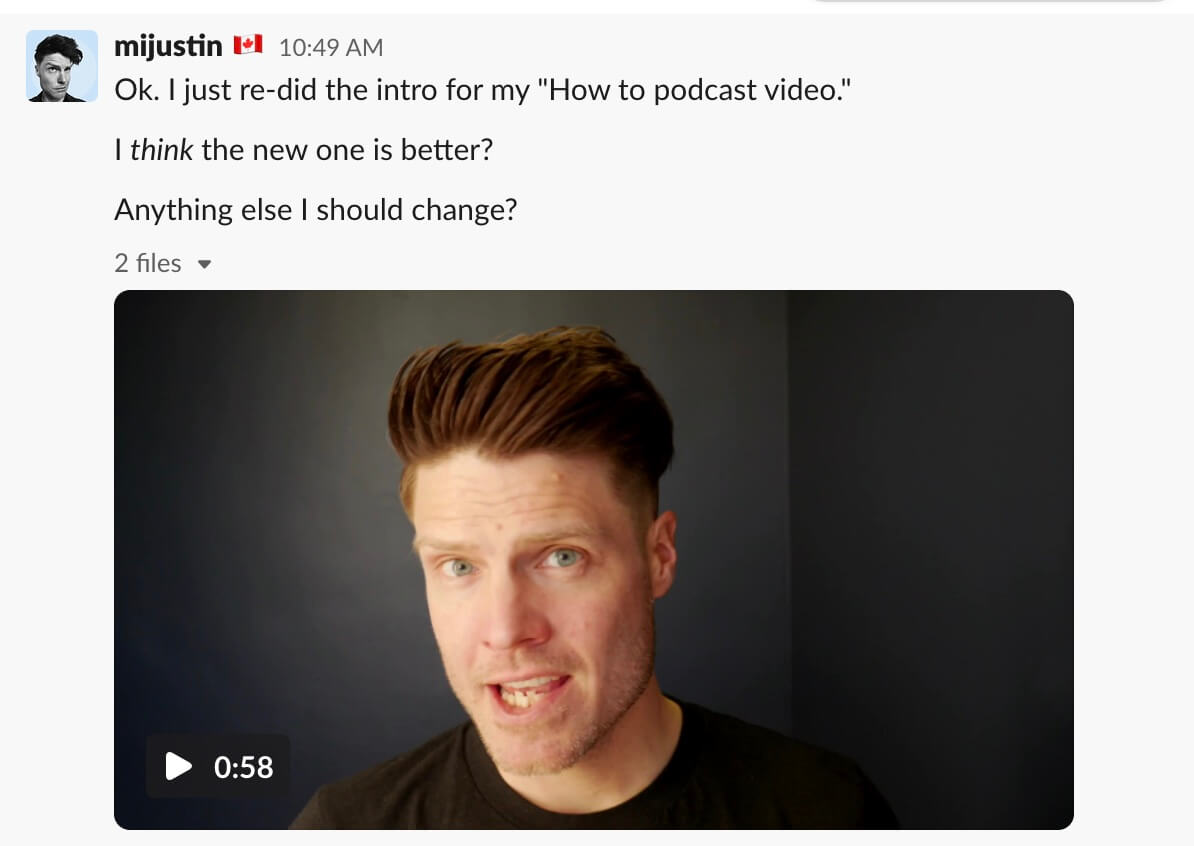 mijustin 🇨🇦 10:49 AM
Ok. I just re-did the intro for my "How to podcast video."
I think the new one is better?
Anything else I should change?
2 files
0:58